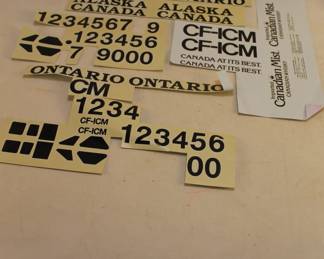 ALASKA
ALASKA CANADA
CANADA
1234567 9
123456
7 9000
CF-ICM
CF-ICM
CANADA AT ITS BEST.
CANADA AT ITS BEST.
Canadian Mist
Canadian Mist
ONTARIO ONTARIO
CM
1234
CF-ICM
CF-ICM
123456
00